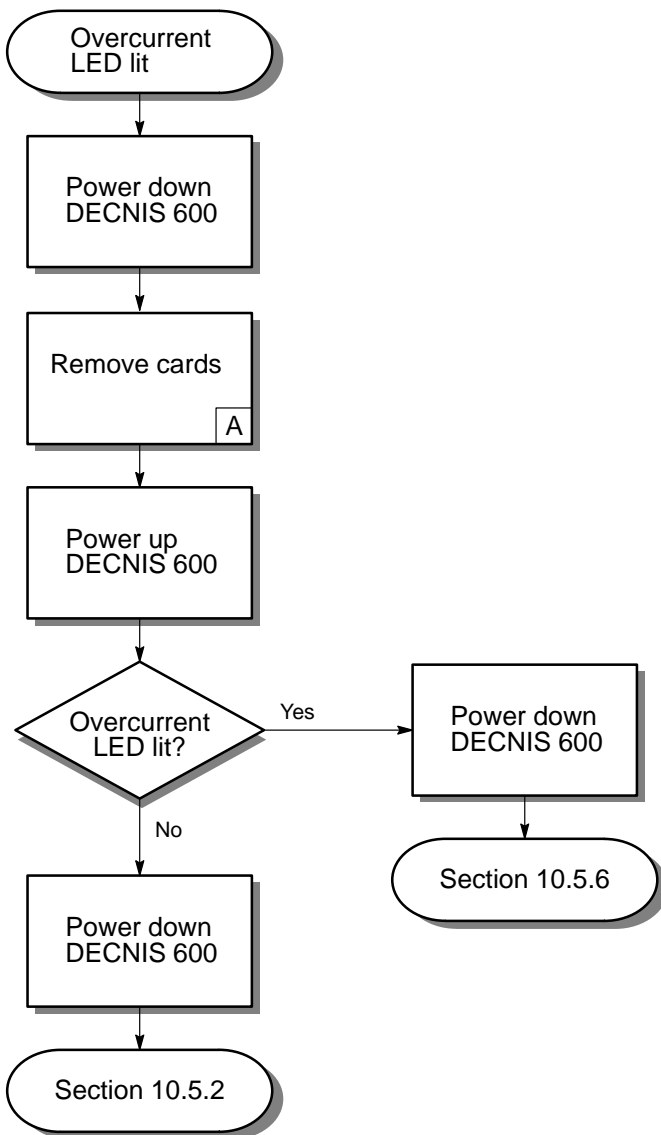 Overcurrent
LED lit
Power down
DECNIS 600
Remove cards
A
Power up
DECNIS 600
Overcurrent
LED lit?
Yes
Power down
DECNIS 600
Section 10.5.6
No
Power down
DECNIS 600
Section 10.5.2